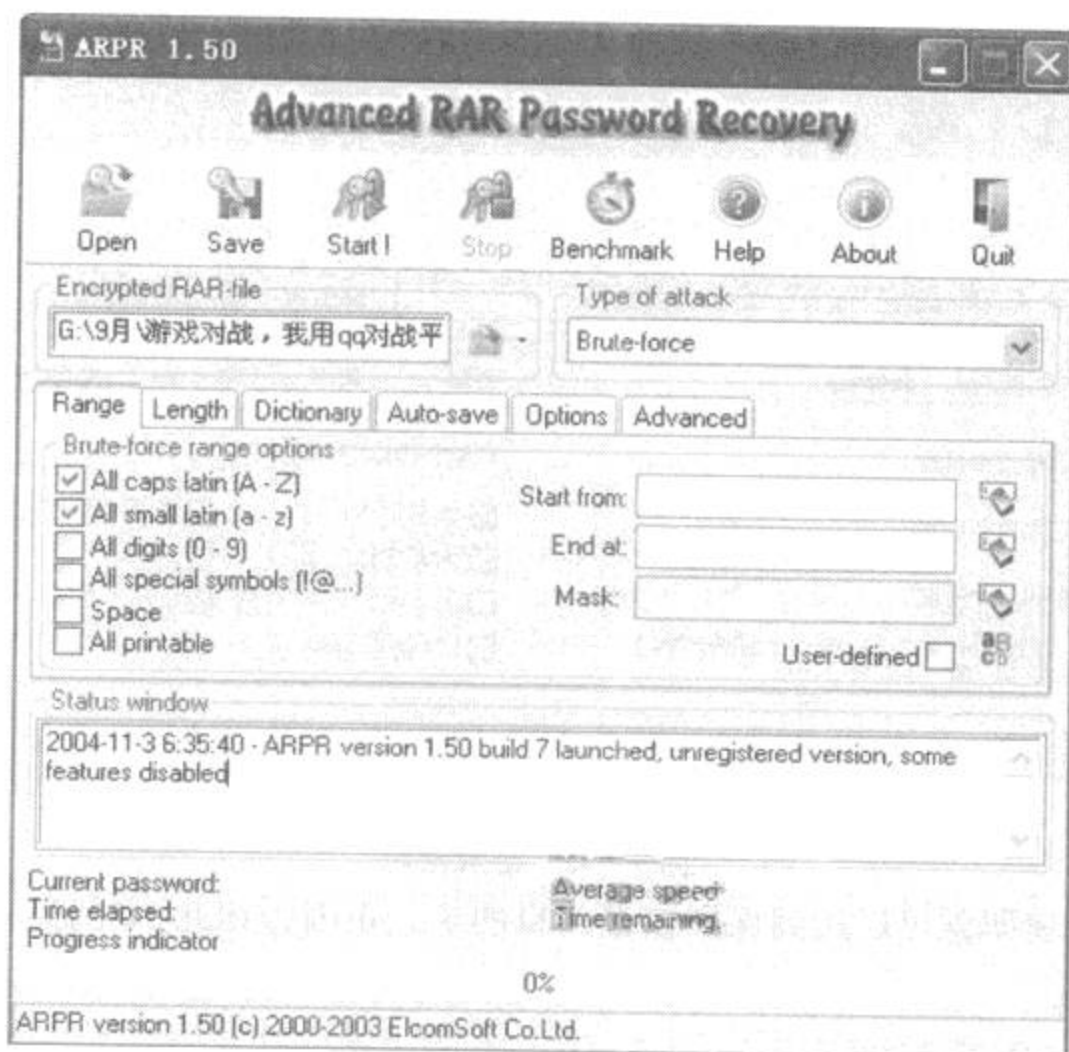 ARPR 1.50
Advanced RAR Password Recovery
Open Save Start! Stop Benchmark Help About Quit
Encrypted RAR-file
Type of attack
G:\9月\游戏对战，我用qq对战平
Brute-force
Range Length Dictionary Auto-save Options Advanced
Brute-force range options
All caps latin (A - Z)
Start from:
All small latin (a - z)
All digits (0 - 9)
End at:
All special symbols (!@...)
Mask:
Space
All printable
User-defined
Status window
2004-11-3 6:35:40 - ARPR version 1.50 build 7 launched, unregistered version, some
features disabled
Current password:
Average speed
Time elapsed:
Time remaining
Progress indicator
0%
ARPR version 1.50 (c) 2000-2003 ElcomSoft Co.Ltd.